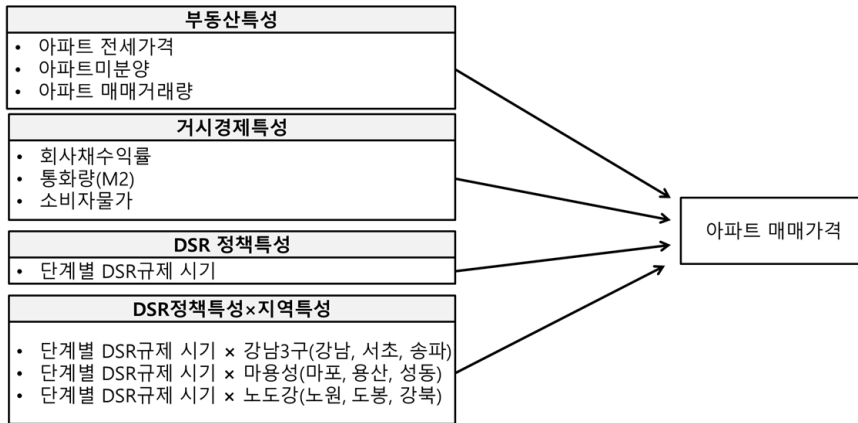 부동산특성
• 아파트 전세가격
• 아파트미분양
• 아파트 매매거래량
거시경제특성
• 회사채수익률
• 통화량(M2)
• 소비자물가
DSR 정책특성
• 단계별 DSR규제 시기
DSR정책특성×지역특성
• 단계별 DSR규제 시기 × 강남3구(강남, 서초, 송파)
• 단계별 DSR규제 시기 × 마용성(마포, 용산, 성동)
• 단계별 DSR규제 시기 × 노도강(노원, 도봉, 강북)
아파트 매매가격